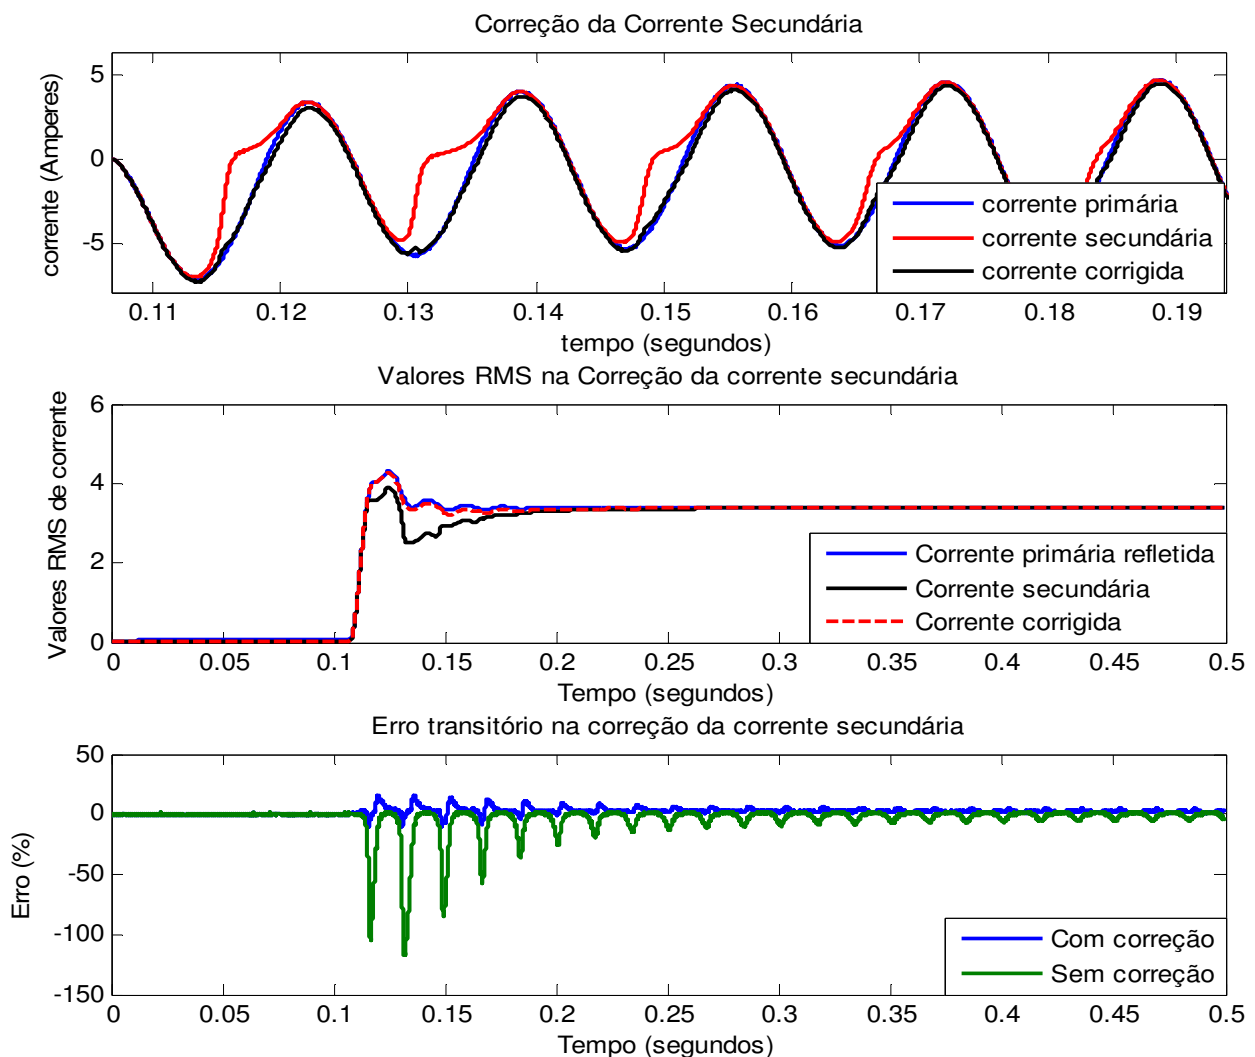 Correção da Corrente Secundária
corrente (Amperes)
5
0
-5
0.11 0.12 0.13 0.14 0.15 0.16 0.17 0.18 0.19
tempo (segundos)
corrente primária
corrente secundária
corrente corrigida
Valores RMS na Correção da corrente secundária
Valores RMS de corrente
6
4
2
0
0 0.05 0.1 0.15 0.2 0.25 0.3 0.35 0.4 0.45 0.5
Tempo (segundos)
Corrente primária refletida
Corrente secundária
Corrente corrigida
Erro transitório na correção da corrente secundária
Erro (%)
50
0
-50
-100
-150
0 0.05 0.1 0.15 0.2 0.25 0.3 0.35 0.4 0.45 0.5
Tempo (segundos)
Com correção
Sem correção